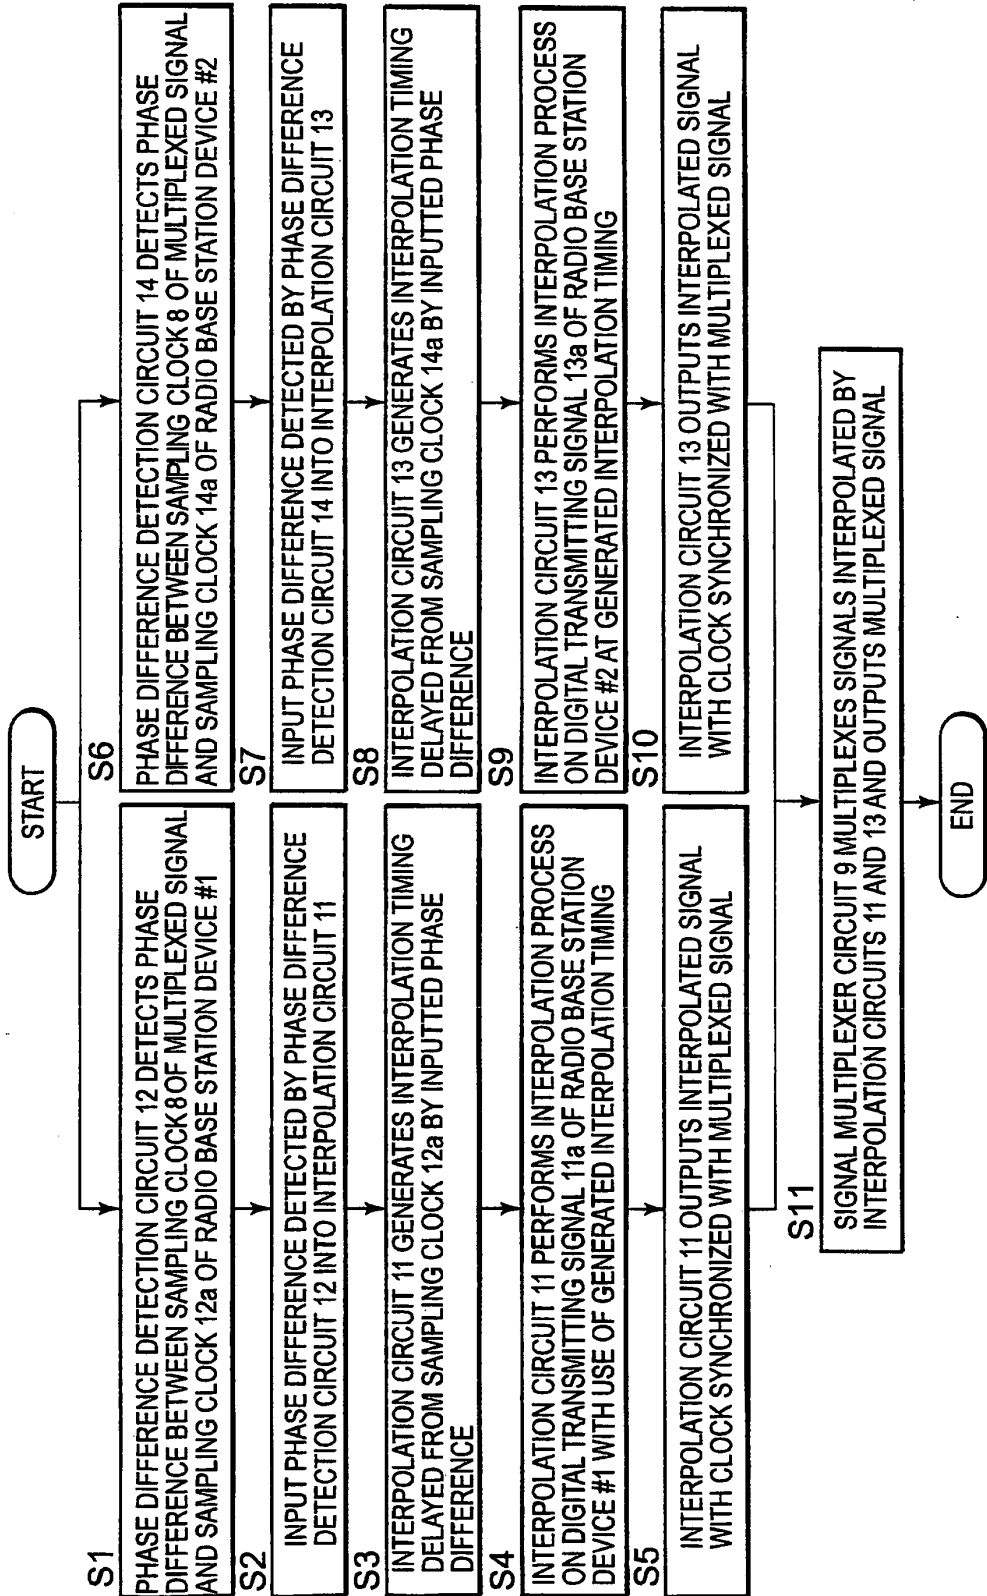 START
S1
PHASE DIFFERENCE DETECTION CIRCUIT 12 DETECTS PHASE
DIFFERENCE BETWEEN SAMPLING CLOCK 8 OF MULTIPLEXED SIGNAL
AND SAMPLING CLOCK 12a OF RADIO BASE STATION DEVICE #1
S2
INPUT PHASE DIFFERENCE DETECTED BY PHASE DIFFERENCE
DETECTION CIRCUIT 12 INTO INTERPOLATION CIRCUIT 11
S3
INTERPOLATION CIRCUIT 11 GENERATES INTERPOLATION TIMING
DELAYED FROM SAMPLING CLOCK 12a BY INPUTTED PHASE
DIFFERENCE
S4
INTERPOLATION CIRCUIT 11 PERFORMS INTERPOLATION PROCESS
ON DIGITAL TRANSMITTING SIGNAL 11a OF RADIO BASE STATION
DEVICE #1 WITH USE OF GENERATED INTERPOLATION TIMING
S5
INTERPOLATION CIRCUIT 11 OUTPUTS INTERPOLATED SIGNAL
WITH CLOCK SYNCHRONIZED WITH MULTIPLEXED SIGNAL
S6
PHASE DIFFERENCE DETECTION CIRCUIT 14 DETECTS PHASE
DIFFERENCE BETWEEN SAMPLING CLOCK 8 OF MULTIPLEXED SIGNAL
AND SAMPLING CLOCK 14a OF RADIO BASE STATION DEVICE #2
S7
INPUT PHASE DIFFERENCE DETECTED BY PHASE DIFFERENCE
DETECTION CIRCUIT 14 INTO INTERPOLATION CIRCUIT 13
S8
INTERPOLATION CIRCUIT 13 GENERATES INTERPOLATION TIMING
DELAYED FROM SAMPLING CLOCK 14a BY INPUTTED PHASE
DIFFERENCE
S9
INTERPOLATION CIRCUIT 13 PERFORMS INTERPOLATION PROCESS
ON DIGITAL TRANSMITTING SIGNAL 13a OF RADIO BASE STATION
DEVICE #2 AT GENERATED INTERPOLATION TIMING
S10
INTERPOLATION CIRCUIT 13 OUTPUTS INTERPOLATED SIGNAL
WITH CLOCK SYNCHRONIZED WITH MULTIPLEXED SIGNAL
S11
SIGNAL MULTIPLEXER CIRCUIT 9 MULTIPLEXES SIGNALS INTERPOLATED BY
INTERPOLATION CIRCUITS 11 AND 13 AND OUTPUTS MULTIPLEXED SIGNAL
END